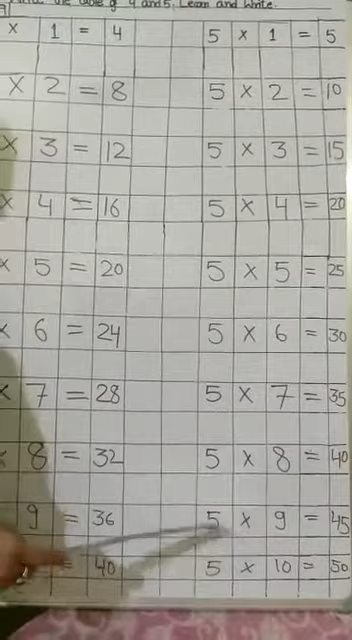 the table of 4 and 5, Learn and Write.
x 1 = 4 5 x 1 = 5
x 2 = 8 5 x 2 = 10
x 3 = 12 5 x 3 = 15
x 4 = 16 5 x 4 = 20
x 5 = 20 5 x 5 = 25
x 6 = 24 5 x 6 = 30
x 7 = 28 5 x 7 = 35
x 8 = 32 5 x 8 = 40
9 = 36 5 x 9 = 45
= 40 5 x 10 = 50